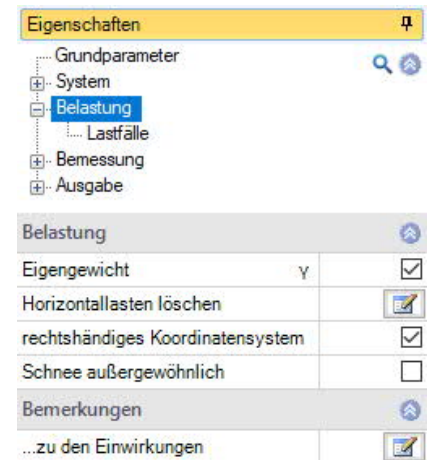 Eigenschaften
Grundparameter
System
Belastung
Lastfälle
Bemessung
Ausgabe
Belastung
Eigengewicht γ
Horizontallasten löschen
rechtshändiges Koordinatensystem
Schnee außergewöhnlich
Bemerkungen
...zu den Einwirkungen